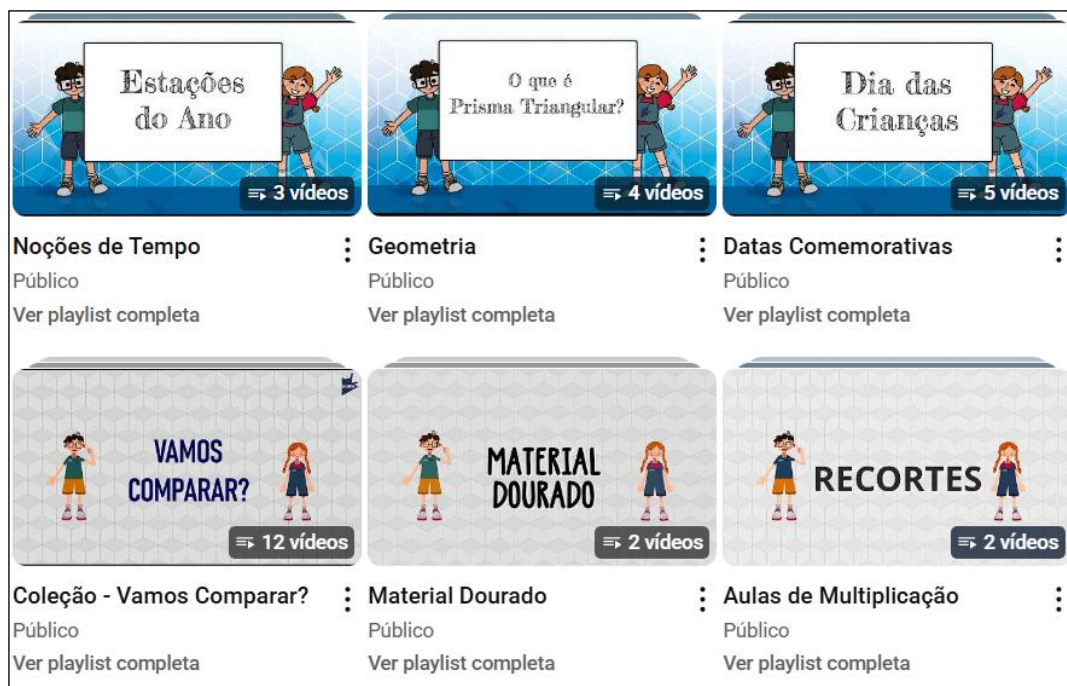 Estações
do Ano
3 vídeos
Noções de Tempo
Público
Ver playlist completa
O que é
Prisma Triangular?
4 vídeos
Geometria
Público
Ver playlist completa
Dia das
Crianças
5 vídeos
Datas Comemorativas
Público
Ver playlist completa
VAMOS
COMPARAR?
12 vídeos
Coleção - Vamos Comparar?
Público
Ver playlist completa
MATERIAL
DOURADO
2 vídeos
Material Dourado
Público
Ver playlist completa
RECORTES
2 vídeos
Aulas de Multiplicação
Público
Ver playlist completa